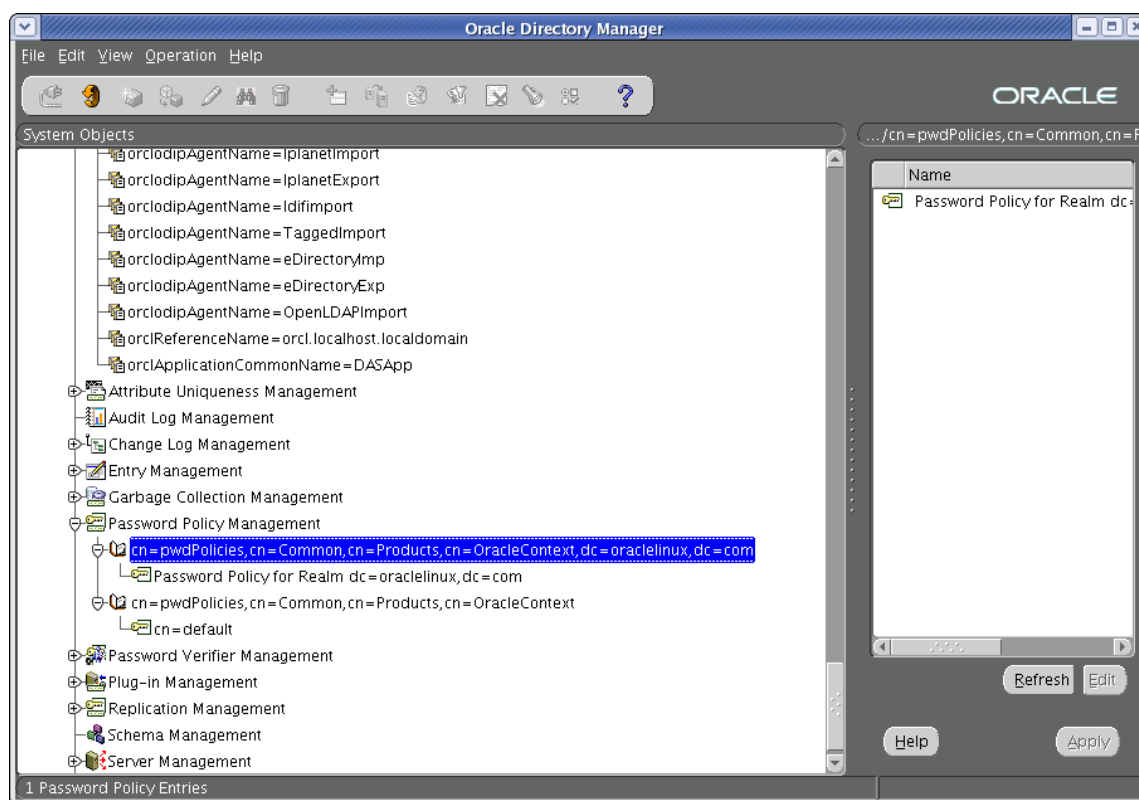 Oracle Directory Manager
File Edit View Operation Help
?
ORACLE
System Objects
.../cn=pwdPolicies,cn=Common,cn=P
orclodipAgentName=IplanetImport
orclodipAgentName=IplanetExport
orclodipAgentName=ldifimport
orclodipAgentName=TaggedImport
orclodipAgentName=eDirectoryImp
orclodipAgentName=eDirectoryExp
orclodipAgentName=OpenLDAPImport
orclReferenceName=orcl.localhost.localdomain
orclApplicationCommonName=DASApp
Attribute Uniqueness Management
Audit Log Management
Change Log Management
Entry Management
Garbage Collection Management
Password Policy Management
cn=pwdPolicies,cn=Common,cn=Products,cn=OracleContext,dc=oraclelinux,dc=com
Password Policy for Realm dc=oraclelinux,dc=com
cn=pwdPolicies,cn=Common,cn=Products,cn=OracleContext
cn=default
Password Verifier Management
Plug-in Management
Replication Management
Schema Management
Server Management
Name
Password Policy for Realm dc=
Refresh Edit
Help Apply
1 Password Policy Entries